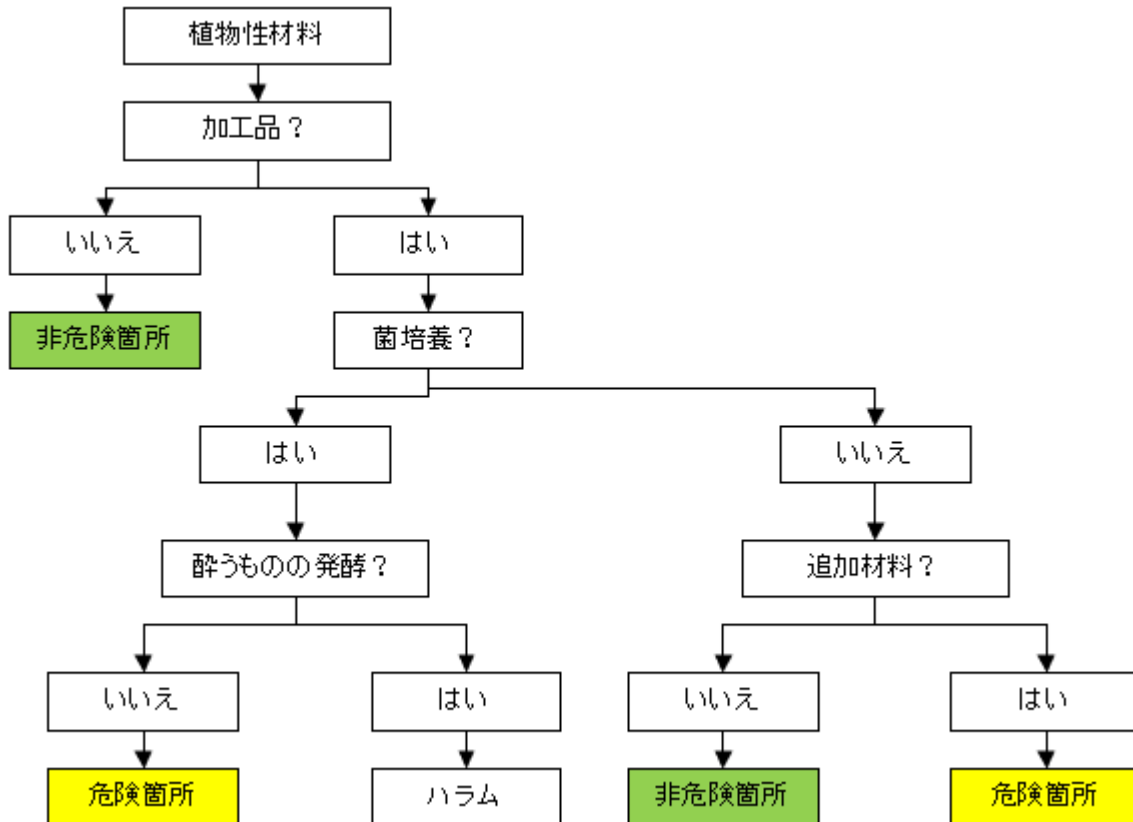 植物性材料
加工品？
いいえ
はい
非危険箇所
菌培養？
はい
いいえ
酔うものの発酵？
追加材料？
いいえ
はい
いいえ
はい
危険箇所
ハラム
非危険箇所
危険箇所